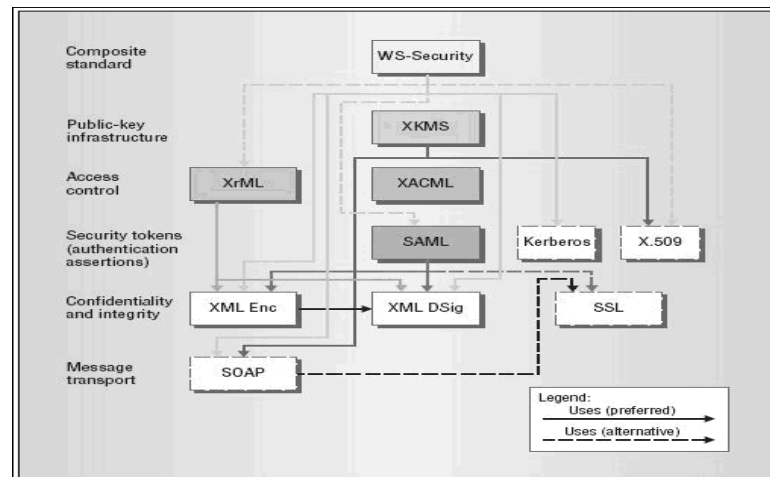 Composite
standard
WS-Security
Public-key
infrastructure
XKMS
Access
control
XrML
XACML
Security tokens
(authentication
assertions)
SAML
Kerberos
X.509
Confidentiality
and integrity
XML Enc
XML DSig
SSL
Message
transport
SOAP
Legend:
Uses (preferred)
Uses (alternative)